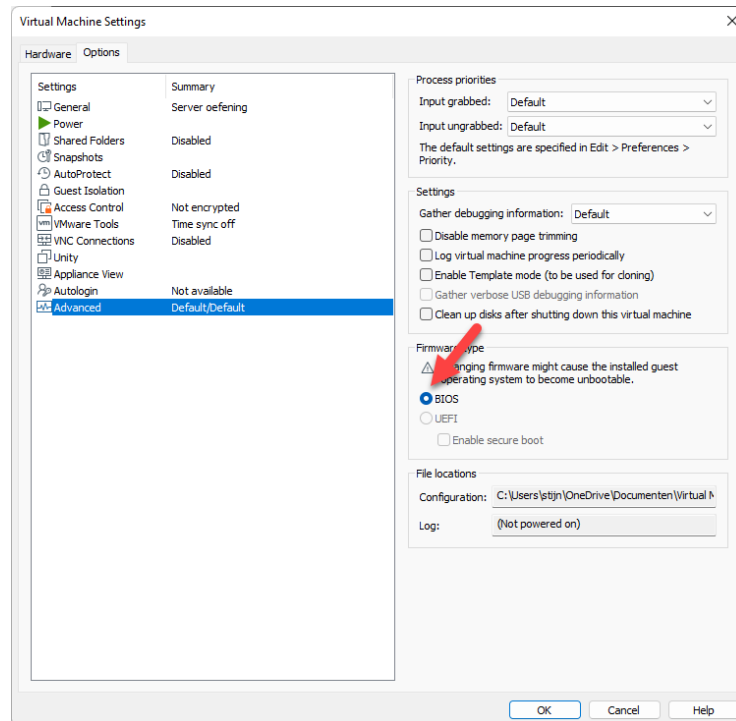 Virtual Machine Settings
Hardware Options
Settings Summary
General Server oefening
Power
Shared Folders Disabled
Snapshots
AutoProtect Disabled
Guest Isolation
Access Control Not encrypted
VMware Tools Time sync off
VNC Connections Disabled
Unity
Appliance View
Autologin Not available
Advanced Default/Default
Process priorities
Input grabbed: Default
Input ungrabbed: Default
The default settings are specified in Edit > Preferences >
Priority.
Settings
Gather debugging information: Default
Disable memory page trimming
Log virtual machine progress periodically
Enable Template mode (to be used for cloning)
Gather verbose USB debugging information
Clean up disks after shutting down this virtual machine
Firmware type
anging firmware might cause the installed guest
operating system to become unbootable.
BIOS
UEFI
Enable secure boot
File locations
Configuration: C:\Users\stijn\OneDrive\Documenten\Virtual M
Log: (Not powered on)
OK Cancel Help
vm